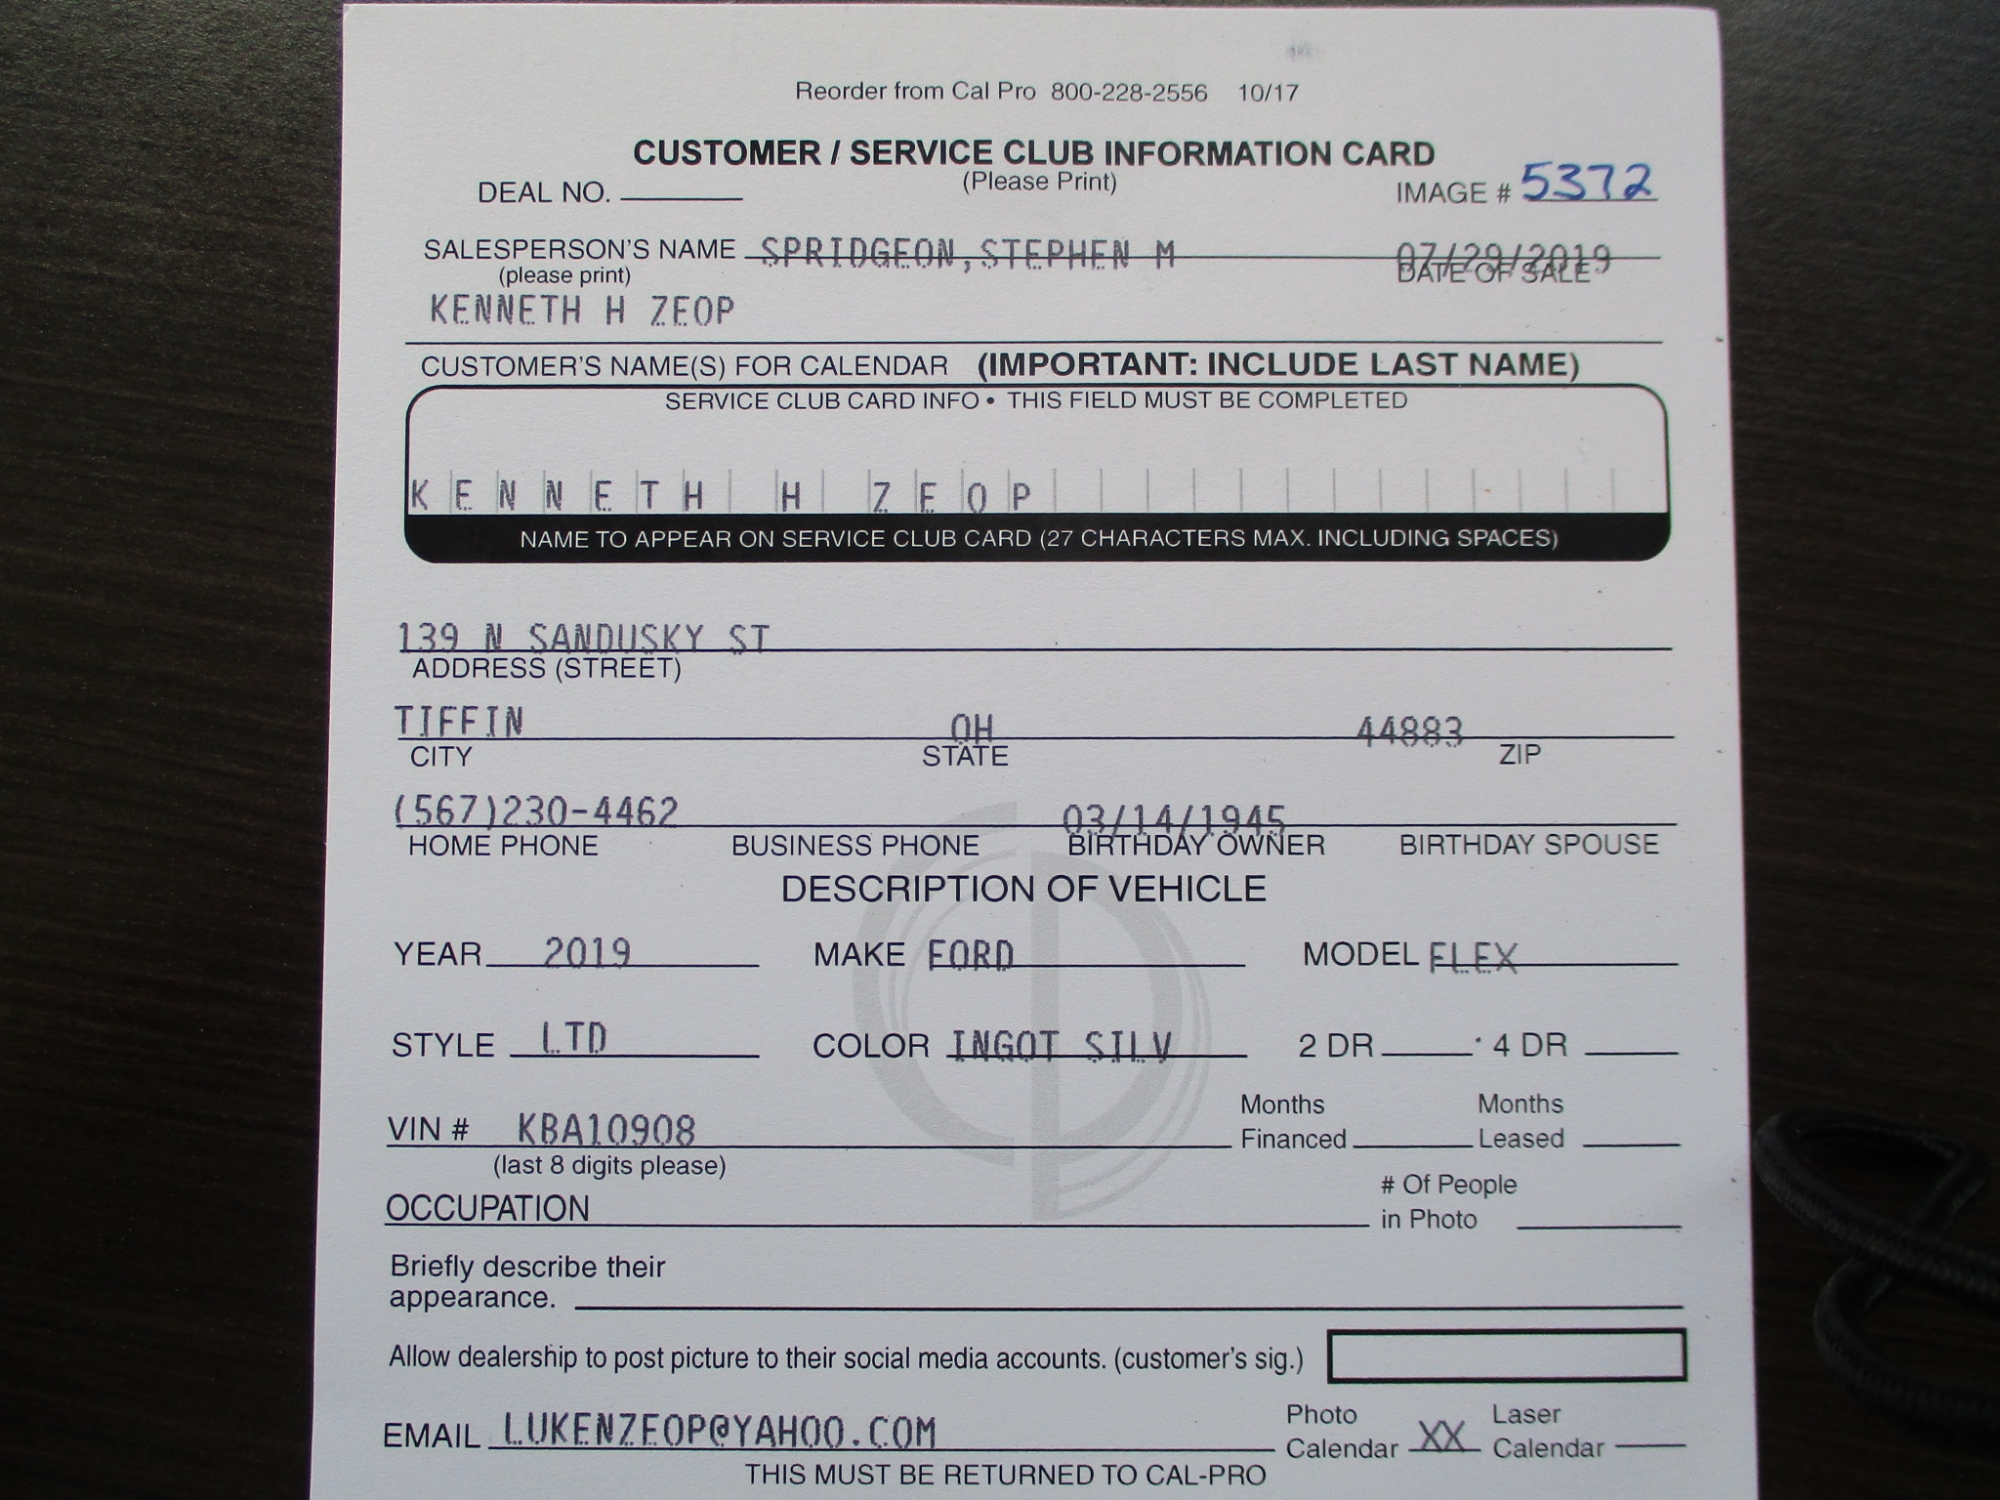 Reorder from Cal Pro 800-228-2556 10/17
CUSTOMER / SERVICE CLUB INFORMATION CARD
(Please Print)
DEAL NO. IMAGE # 5372
SALESPERSON'S NAME SPRIDGEON,STEPHEN M 07/29/2019
(please print) DATE OF SALE
KENNETH H ZEOP
CUSTOMER'S NAME(S) FOR CALENDAR (IMPORTANT: INCLUDE LAST NAME)
SERVICE CLUB CARD INFO • THIS FIELD MUST BE COMPLETED
KENNETH H ZEOP
NAME TO APPEAR ON SERVICE CLUB CARD (27 CHARACTERS MAX. INCLUDING SPACES)
139 N SANDUSKY ST
ADDRESS (STREET)
TIFFIN OH 44883
CITY STATE ZIP
(567)230-4462 03/14/1945
HOME PHONE BUSINESS PHONE BIRTHDAY OWNER BIRTHDAY SPOUSE
DESCRIPTION OF VEHICLE
YEAR 2019 MAKE FORD MODEL FLEX
STYLE LTD COLOR INGOT SILV 2 DR 4 DR
Months Months
VIN # KBA10908 Financed Leased
(last 8 digits please)
# Of People
OCCUPATION in Photo
Briefly describe their
appearance.
Allow dealership to post picture to their social media accounts. (customer's sig.)
Photo Laser
EMAIL LUKENZEOP@YAHOO.COM Calendar XX Calendar
THIS MUST BE RETURNED TO CAL-PRO